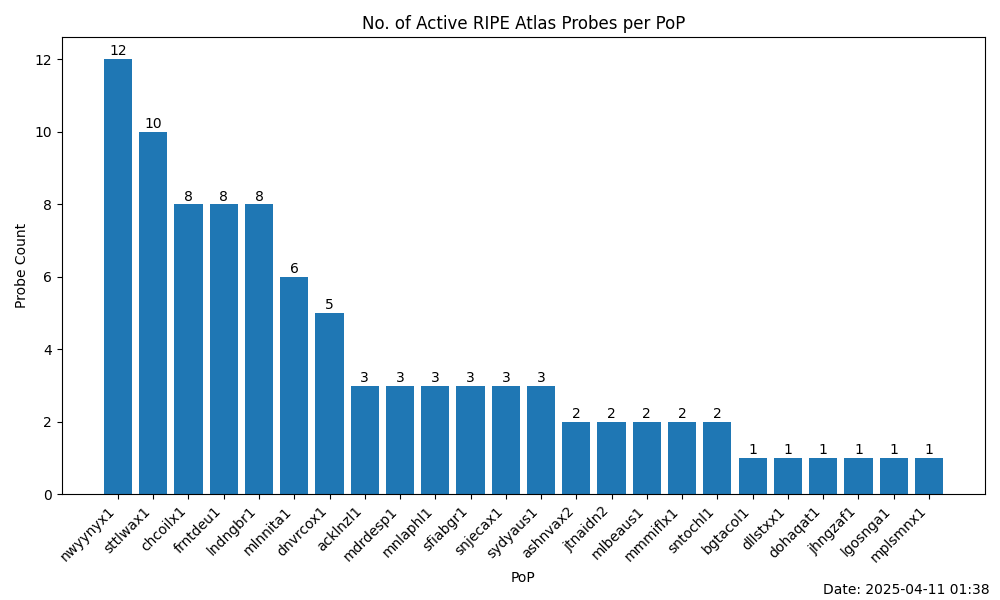 No. of Active RIPE Atlas Probes per PoP
Probe Count
12
10
8
6
4
2
0
12
10
8
8
8
6
5
3
3
3
3
3
3
2
2
2
2
2
1
1
1
1
1
1
nwyynyx1
sttlwax1
chcoilx1
frntdeu1
lndngbr1
mlnnita1
dnvrcox1
acklnzl1
mdrdesp1
mnlaphl1
sfiabgr1
snjecax1
sydyaus1
ashnvax2
jtnaidn2
mlbeaus1
mmmiflx1
sntochl1
bgtacol1
dllstxx1
dohaqat1
jhngzaf1
lgosnga1
mplsmnx1
PoP
Date: 2025-04-11 01:38